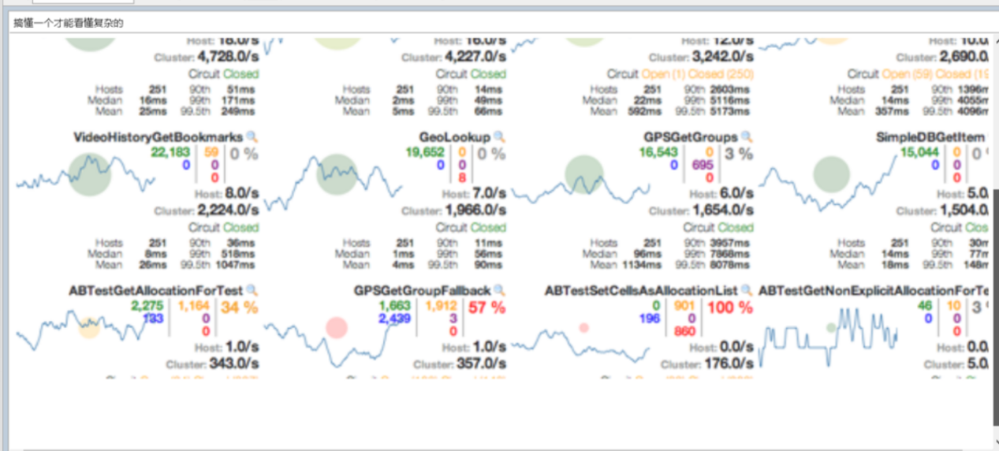 搞懂一个才能看懂复杂的
Host: 18.0/s Host: 16.0/s Host: 12.0/s Host: 10.0
Cluster: 4,728.0/s Cluster: 4,227.0/s Cluster: 3,242.0/s Cluster: 2,690.0
Circuit Closed Circuit Closed Circuit Open (1) Closed (250) Circuit Open (59) Closed (19
Hosts 251 90th 51ms Hosts 251 90th 14ms Hosts 251 90th 2603ms Hosts 251 90th 1396m
Median 16ms 99th 171ms Median 2ms 99th 49ms Median 22ms 99th 5116ms Median 14ms 99th 4055m
Mean 25ms 99.5th 249ms Mean 5ms 99.5th 66ms Mean 592ms 99.5th 5173ms Mean 357ms 99.5th 4096m
VideoHistoryGetBookmarks GeoLookup GPSGetGroups SimpleDBGetItem
22,183 59 0 % 19,652 0 0 % 16,543 0 3 % 15,044 0 0
0 0 0 0 0 695 0 0
0 8 0 0
Host: 8.0/s Host: 7.0/s Host: 6.0/s Host: 5.0
Cluster: 2,224.0/s Cluster: 1,966.0/s Cluster: 1,654.0/s Cluster: 1,504.0
Circuit Closed Circuit Closed Circuit Closed Circuit Clos
Hosts 251 90th 36ms Hosts 251 90th 11ms Hosts 251 90th 3957ms Hosts 251 90th 30m
Median 8ms 99th 518ms Median 1ms 99th 56ms Median 96ms 99th 7868ms Median 14ms 99th 77m
Mean 26ms 99.5th 1047ms Mean 4ms 99.5th 90ms Mean 1134ms 99.5th 8078ms Mean 18ms 99.5th 148m
ABTestGetAllocationForTest GPSGetGroupFallback ABTestSetCellsAsAllocationList ABTestGetNonExplicitAllocationForTe
2,275 1,164 34 % 1,663 1,912 57 % 0 901 100 % 46 10 3
133 0 2,439 3 196 0 0 0
0 0 860 0
Host: 1.0/s Host: 1.0/s Host: 0.0/s Host: 0.0
Cluster: 343.0/s Cluster: 357.0/s Cluster: 176.0/s Cluster: 5.0